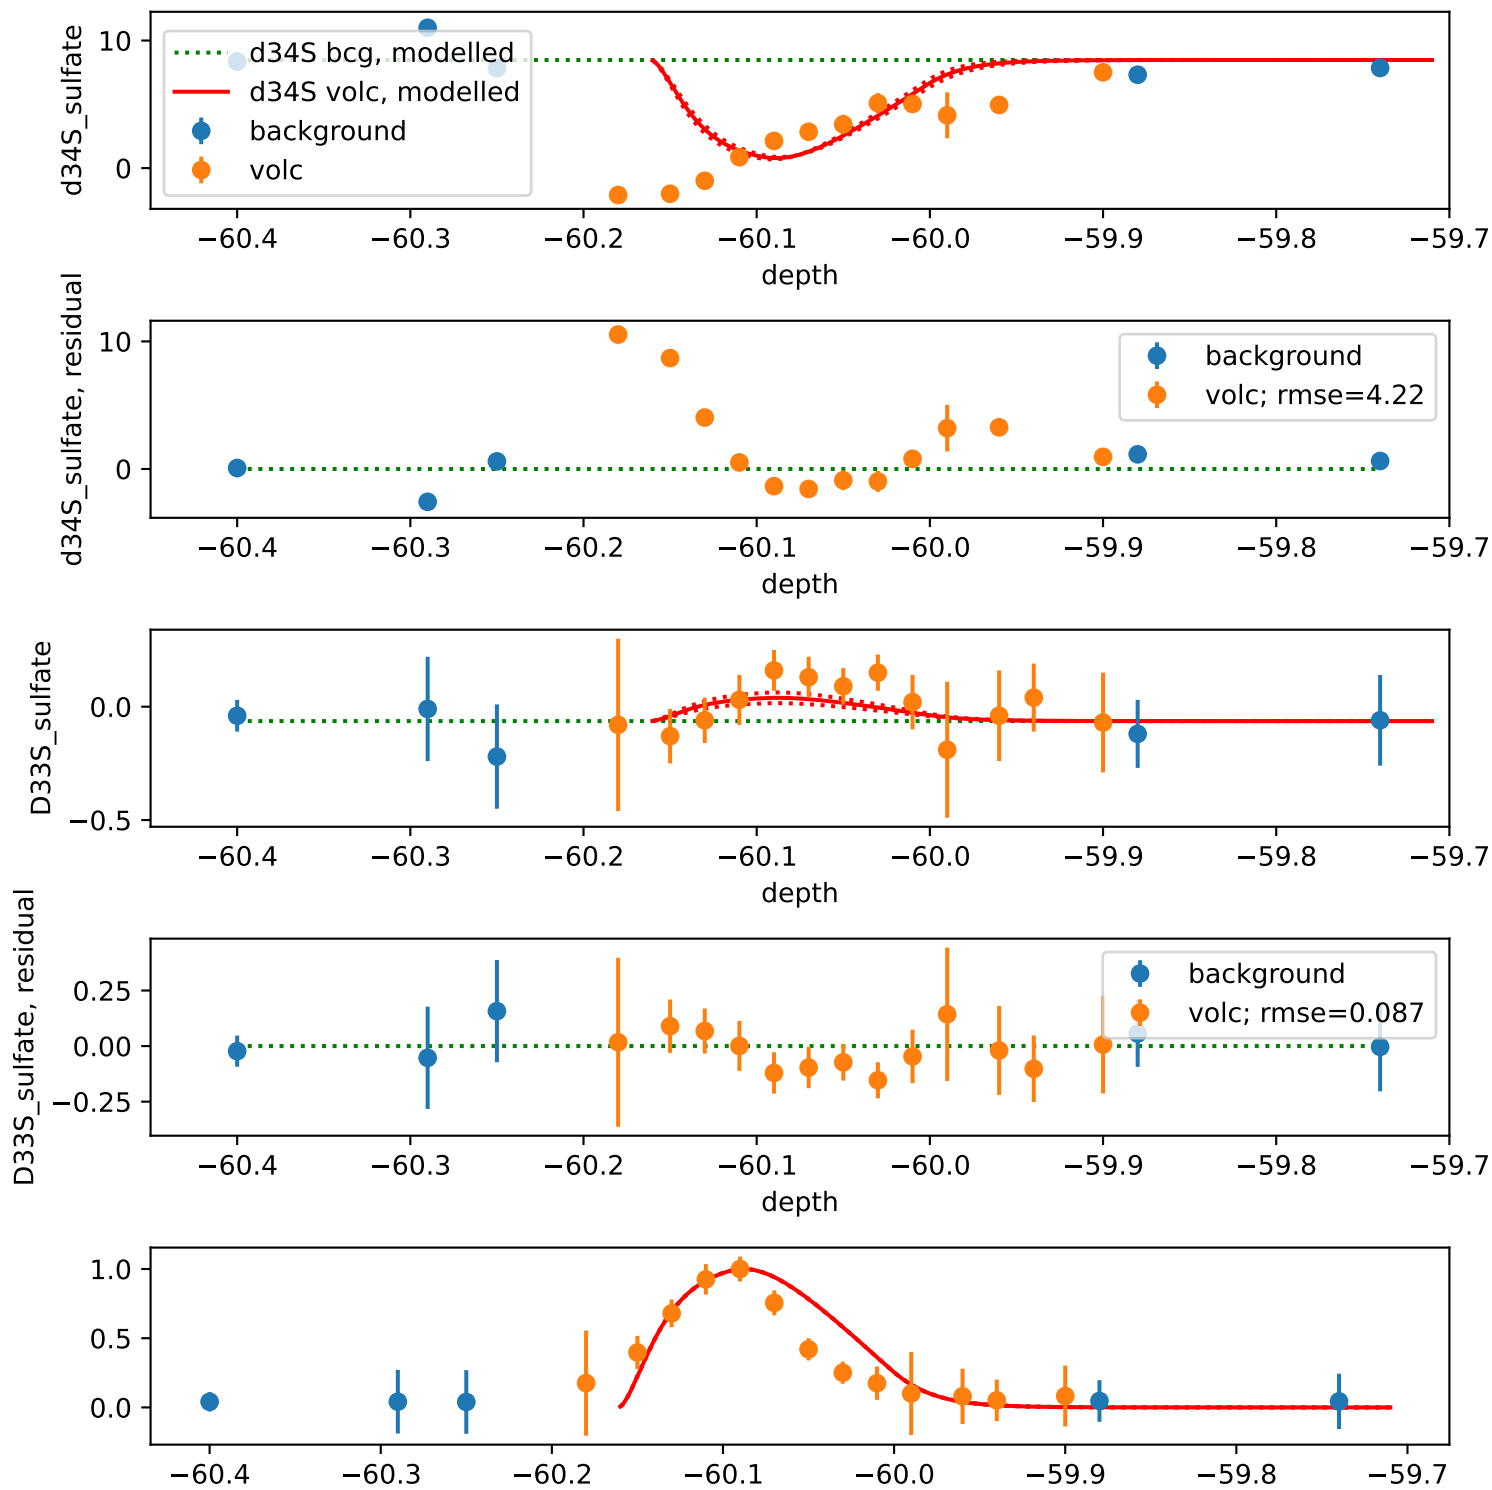 d34S_sulfate
10
0
d34S bcg, modelled
d34S volc, modelled
background
volc
−60.4 −60.3 −60.2 −60.1 −60.0 −59.9 −59.8 −59.7
depth
d34S_sulfate, residual
10
0
background
volc; rmse=4.22
−60.4 −60.3 −60.2 −60.1 −60.0 −59.9 −59.8 −59.7
depth
D33S_sulfate
0.0
−0.5
−60.4 −60.3 −60.2 −60.1 −60.0 −59.9 −59.8 −59.7
depth
D33S_sulfate, residual
0.25
0.00
−0.25
background
volc; rmse=0.087
−60.4 −60.3 −60.2 −60.1 −60.0 −59.9 −59.8 −59.7
depth
1.0
0.5
0.0
−60.4 −60.3 −60.2 −60.1 −60.0 −59.9 −59.8 −59.7